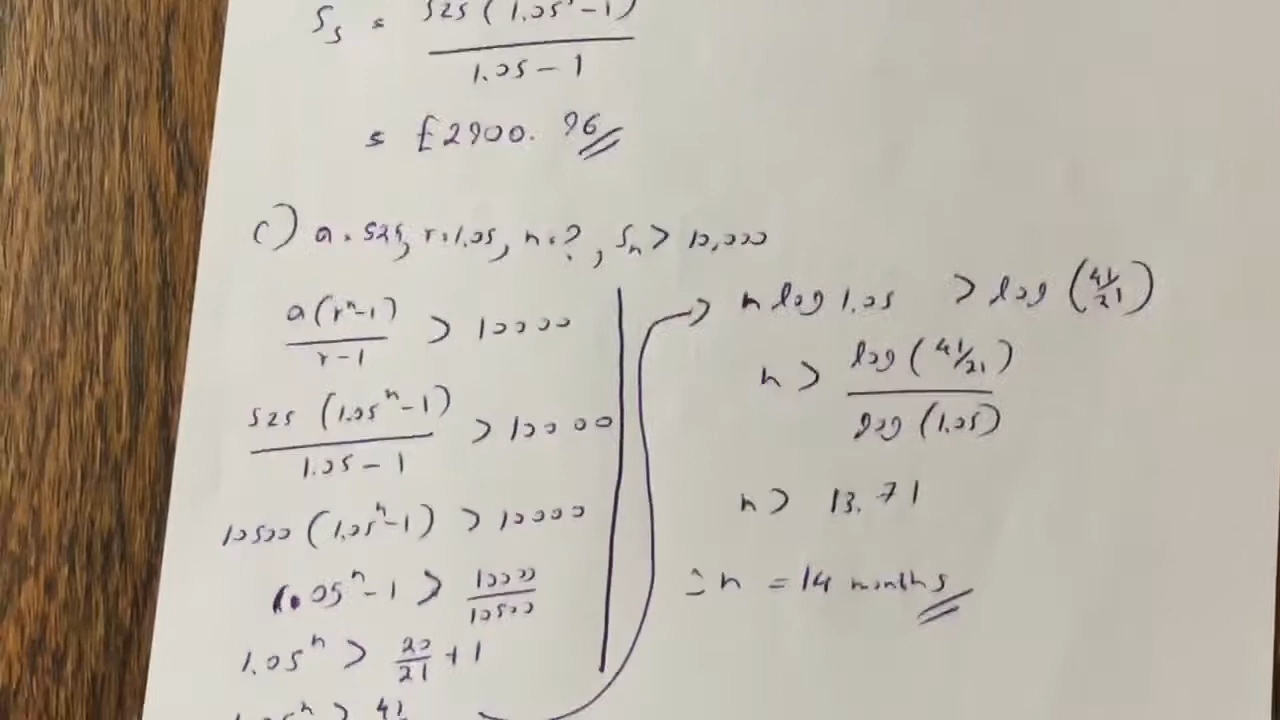 S₅ = 525 (1.05⁵ - 1)
1.05 - 1
= £2900. 96
c) a = 525, r = 1.05, n = ?, Sₙ > 10,000
a(rⁿ-1) / r-1 > 10000
525 (1.05ⁿ-1) / 1.05 - 1 > 10000
10500 (1.05ⁿ-1) > 10000
1.05ⁿ - 1 > 10000/10500
1.05ⁿ > 20/21 + 1
1.05ⁿ > 41
n log 1.05 > log (41/21)
n > log (41/21) / log (1.05)
n > 13.71
∴ n = 14 months